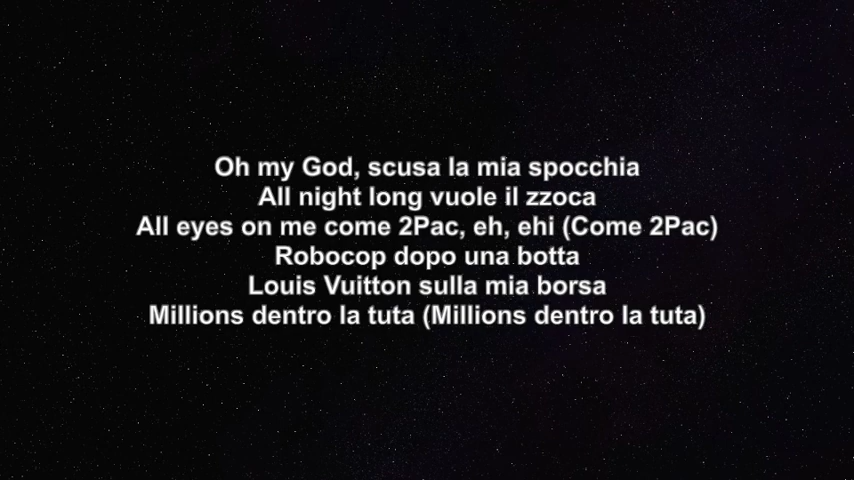 Oh my God, scusa la mia spocchia
All night long vuole il zzoca
All eyes on me come 2Pac, eh, ehi (Come 2Pac)
Robocop dopo una botta
Louis Vuitton sulla mia borsa
Millions dentro la tuta (Millions dentro la tuta)